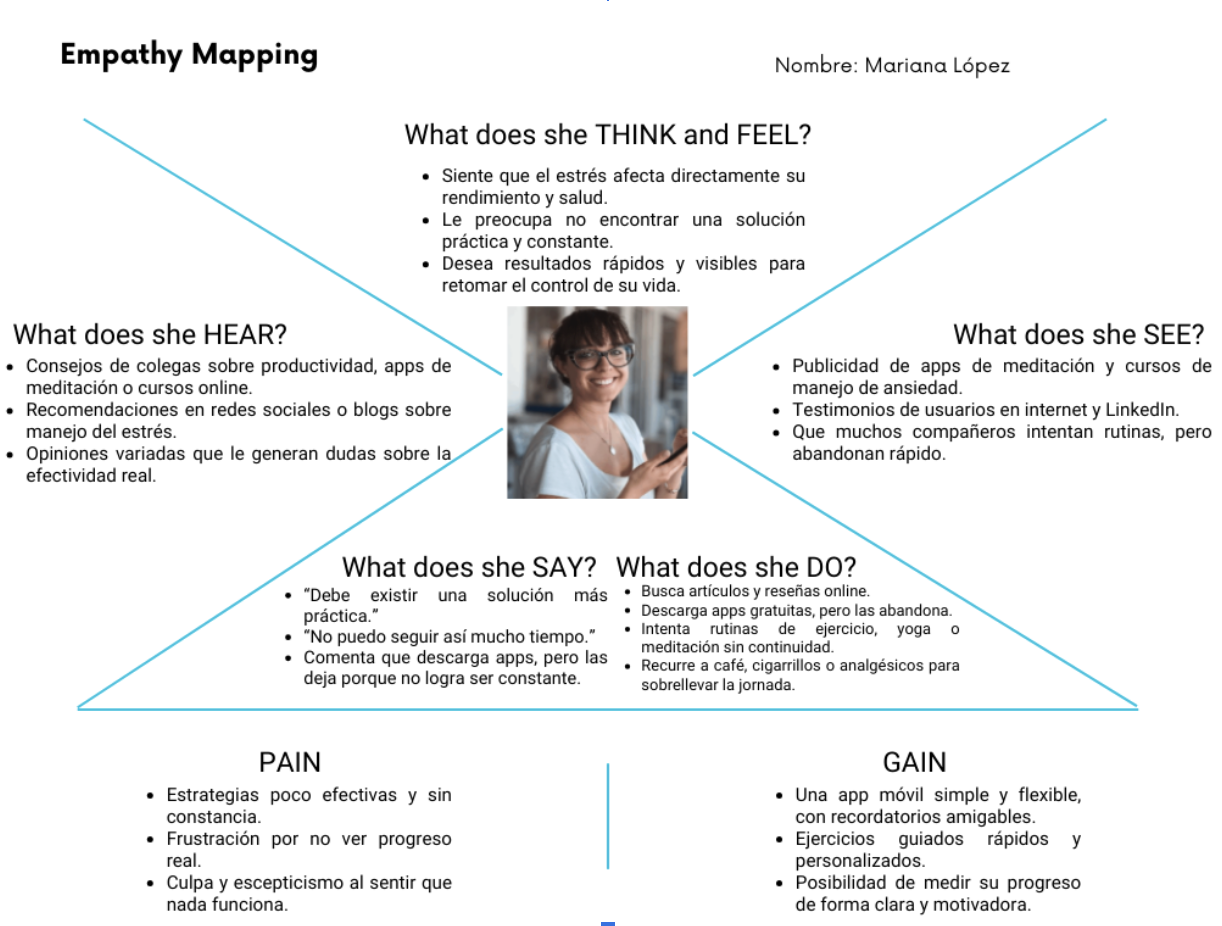 Empathy Mapping
Nombre: Mariana López
What does she THINK and FEEL?
• Siente que el estrés afecta directamente su
rendimiento y salud.
• Le preocupa no encontrar una solución
práctica y constante.
• Desea resultados rápidos y visibles para
retomar el control de su vida.
What does she HEAR?
• Consejos de colegas sobre productividad, apps de
meditación o cursos online.
• Recomendaciones en redes sociales o blogs sobre
manejo del estrés.
• Opiniones variadas que le generan dudas sobre la
efectividad real.
What does she SEE?
• Publicidad de apps de meditación y cursos de
manejo de ansiedad.
• Testimonios de usuarios en internet y LinkedIn.
• Que muchos compañeros intentan rutinas, pero
abandonan rápido.
What does she SAY?
• “Debe existir una solución más
práctica.”
• “No puedo seguir así mucho tiempo.”
• Comenta que descarga apps, pero las
deja porque no logra ser constante.
What does she DO?
• Busca artículos y reseñas online.
• Descarga apps gratuitas, pero las abandona.
• Intenta rutinas de ejercicio, yoga o
meditación sin continuidad.
• Recurre a café, cigarrillos o analgésicos para
sobrellevar la jornada.
PAIN
• Estrategias poco efectivas y sin
constancia.
• Frustración por no ver progreso
real.
• Culpa y escepticismo al sentir que
nada funciona.
GAIN
• Una app móvil simple y flexible,
con recordatorios amigables.
• Ejercicios guiados rápidos y
personalizados.
• Posibilidad de medir su progreso
de forma clara y motivadora.